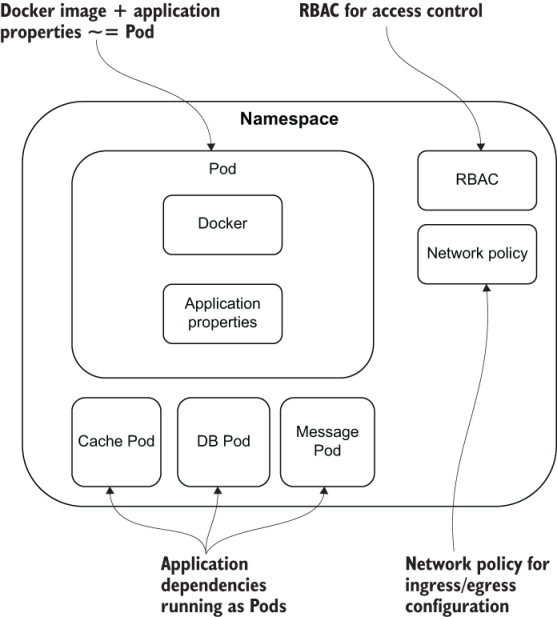 Docker image + application
properties ~= Pod
RBAC for access control
Namespace
Pod
Docker
Application
properties
RBAC
Network policy
Cache Pod
DB Pod
Message
Pod
Application
dependencies
running as Pods
Network policy for
ingress/egress
configuration